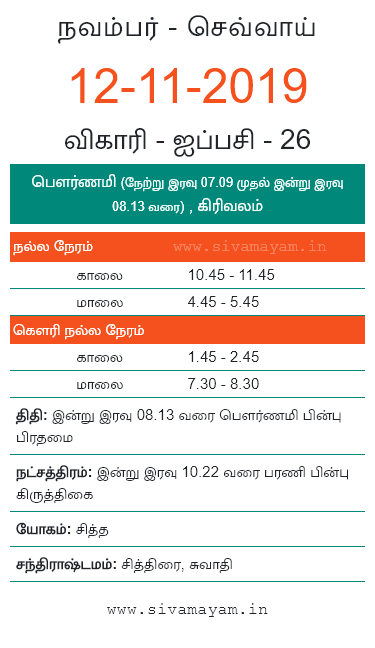 நவம்பர் - செவ்வாய்
12-11-2019
விகாரி - ஐப்பசி - 26
பௌர்ணமி (நேற்று இரவு 07.09 முதல் இன்று இரவு
08.13 வரை) , கிரிவலம்
நல்ல நேரம் www.sivamayam.in
காலை 10.45 - 11.45
மாலை 4.45 - 5.45
கௌரி நல்ல நேரம்
காலை 1.45 - 2.45
மாலை 7.30 - 8.30
திதி: இன்று இரவு 08.13 வரை பௌர்ணமி பின்பு
பிரதமை
நட்சத்திரம்: இன்று இரவு 10.22 வரை பரணி பின்பு
கிருத்திகை
யோகம்: சித்த
சந்திராஷ்டமம்: சித்திரை, சுவாதி
www.sivamayam.in